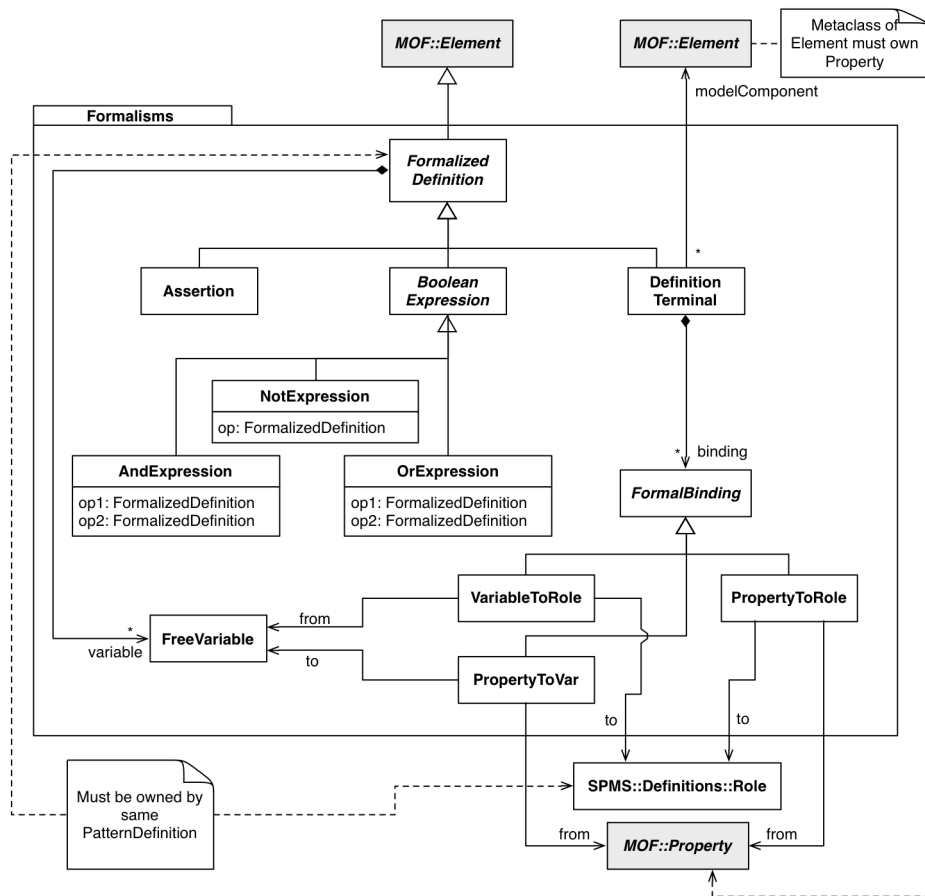 MOF::Element
MOF::Element
Metaclass of
Element must own
Property
modelComponent
Formalisms
Formalized
Definition
*
Assertion
Boolean
Expression
Definition
Terminal
NotExpression
op: FormalizedDefinition
* binding
AndExpression
op1: FormalizedDefinition
op2: FormalizedDefinition
OrExpression
op1: FormalizedDefinition
op2: FormalizedDefinition
FormalBinding
VariableToRole
PropertyToRole
from
*
variable
FreeVariable
to
PropertyToVar
to
to
Must be owned by
same
PatternDefinition
SPMS::Definitions::Role
from
MOF::Property
from